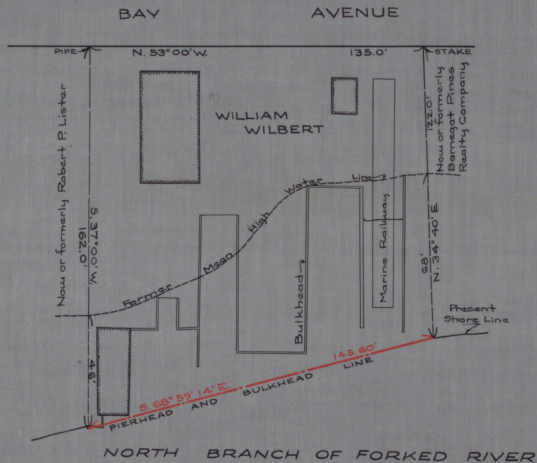 BAY AVENUE
PIPE N. 53°00'W. 135.0' STAKE
Now or formerly Robert P. Lister
S. 37°00'W.
162.0'
WILLIAM
WILBERT
122.0'
Now or formerly
Barnegat Pines
Realty Company
Former Mean High Water Line
Bulkhead
Marine Railway
68'
N. 34°40'E.
Present
Shore Line
48'
S. 68°59'14"E. 145.60'
PIERHEAD AND BULKHEAD LINE
NORTH BRANCH OF FORKED RIVER